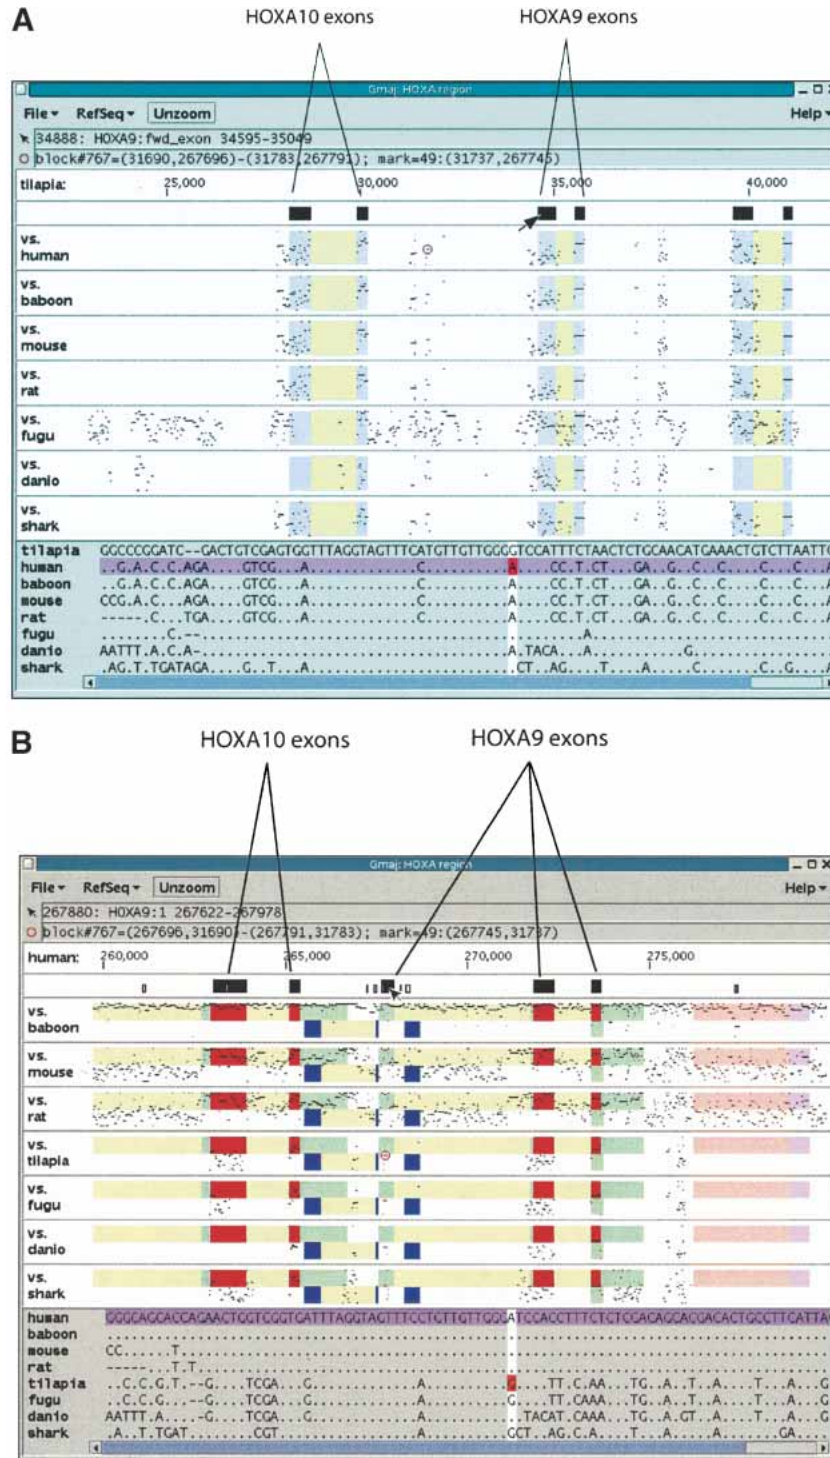 A
HOXA10 exons HOXA9 exons
Gmaj: HOXA region
File RefSeq Unzoom Help
34888: HOXA9:fwd_exon 34595-35049
block#767=(31690,267696)-(31783,267791); mark=49:(31737,267745)
tilapia: 25,000 30,000 35,000 40,000
vs. human
vs. baboon
vs. mouse
vs. rat
vs. fugu
vs. danio
vs. shark
tilapia GGCCCGGATC--GACTGTCGAGTGGTTTAGGTAGTTTCATGTTGTTGGGGTCCATTTCTAACTCTGCAACATGAAACTGTCTTAATT
human
baboon
mouse
rat
fugu
danio
shark
B
HOXA10 exons HOXA9 exons
Gmaj: HOXA region
File RefSeq Unzoom Help
267880: HOXA9:1 267622-267978
block#767=(267696,31690)-(267791,31783); mark=49:(267745,31737)
human: 260,000 265,000 270,000 275,000
vs. baboon
vs. mouse
vs. rat
vs. tilapia
vs. fugu
vs. danio
vs. shark
human GGGCAGCACCAGAACTGGTCGGTGATTTAGGTAGTTTCCTGTTGTTGGGATCCACCTTTCTCTCGACAGCACGACACTGCCTTCATTA
baboon
mouse
rat
tilapia
fugu
danio
shark